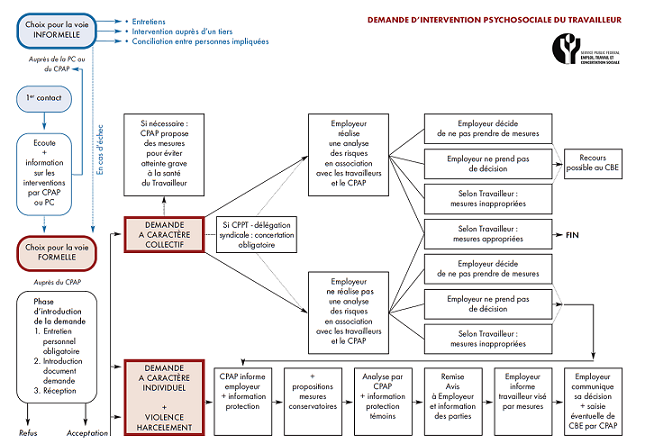 DEMANDE D'INTERVENTION PSYCHOSOCIALE DU TRAVAILLEUR
SERVICE PUBLIC FEDERAL
EMPLOI, TRAVAIL ET
CONCERTATION SOCIALE
Choix pour la voie
INFORMELLE
• Entretiens
• Intervention auprès d'un tiers
• Conciliation entre personnes impliquées
Auprès de la PC ou
du CPAP
1er contact
Ecoute
+
information
sur les
interventions
par CPAP
ou PC
En cas d'échec
Choix pour la voie
FORMELLE
Auprès du CPAP
Phase
d'introduction
de la demande
1. Entretien
personnel
obligatoire
2. Introduction
document
demande
3. Réception
Refus
Acceptation
Si nécessaire :
CPAP propose
des mesures
pour éviter
atteinte grave
à la santé
du Travailleur
DEMANDE
A CARACTÈRE
COLLECTIF
Si CPPT - délégation
syndicale : concertation
obligatoire
Employeur
réalise
une analyse
des risques
en association
avec les travailleurs
et le CPAP
Employeur
ne réalise pas
une analyse
des risques
en association
avec les travailleurs
et le CPAP
Employeur décide
de ne pas prendre de mesures
Employeur ne prend pas
de décision
Selon Travailleur :
mesures inappropriées
Selon Travailleur :
mesures appropriées
Employeur décide
de ne pas prendre de mesures
Employeur ne prend pas
de décision
Selon Travailleur :
mesures inappropriées
Recours
possible au CBE
FIN
DEMANDE
A CARACTÈRE
INDIVIDUEL
+
VIOLENCE
HARCELEMENT
CPAP informe
employeur
+ information
protection
+
propositions
mesures
conservatoires
Analyse par
CPAP
+ information
protection
témoins
Remise
Avis
à Employeur et
information des
parties
Employeur
informe
travailleur visé
par mesures
Employeur
communique
sa décision
+ saisie
éventuelle de
CBE par CPAP